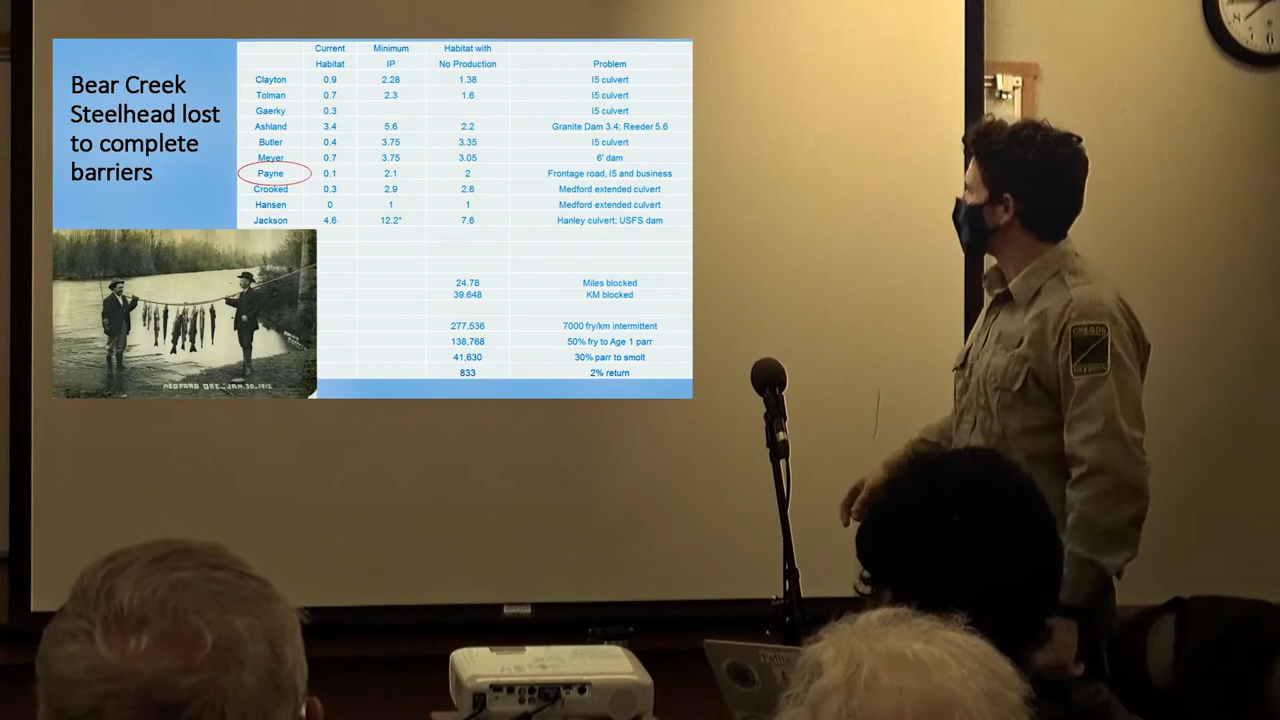 Bear Creek
Steelhead lost
to complete
barriers
Current Minimum Habitat with
Habitat IP No Production Problem
Clayton 0.9 2.28 1.38 I5 culvert
Tolman 0.7 2.3 1.6 I5 culvert
Gaerky 0.3 I5 culvert
Ashland 3.4 5.6 2.2 Granite Dam 3.4; Reeder 5.6
Butler 0.4 3.75 3.35 I5 culvert
Meyer 0.7 3.75 3.05 6' dam
Payne 0.1 2.1 2 Frontage road, I5 and business
Crooked 0.3 2.9 2.6 Medford extended culvert
Hansen 0 1 1 Medford extended culvert
Jackson 4.6 12.2* 7.6 Hanley culvert; USFS dam
24.78 Miles blocked
39.648 KM blocked
277,536 7000 fry/km intermittent
138,768 50% fry to Age 1 parr
41,630 30% parr to smolt
833 2% return
MEDFORD ORE – JAN. 30 – 1912
OREGON